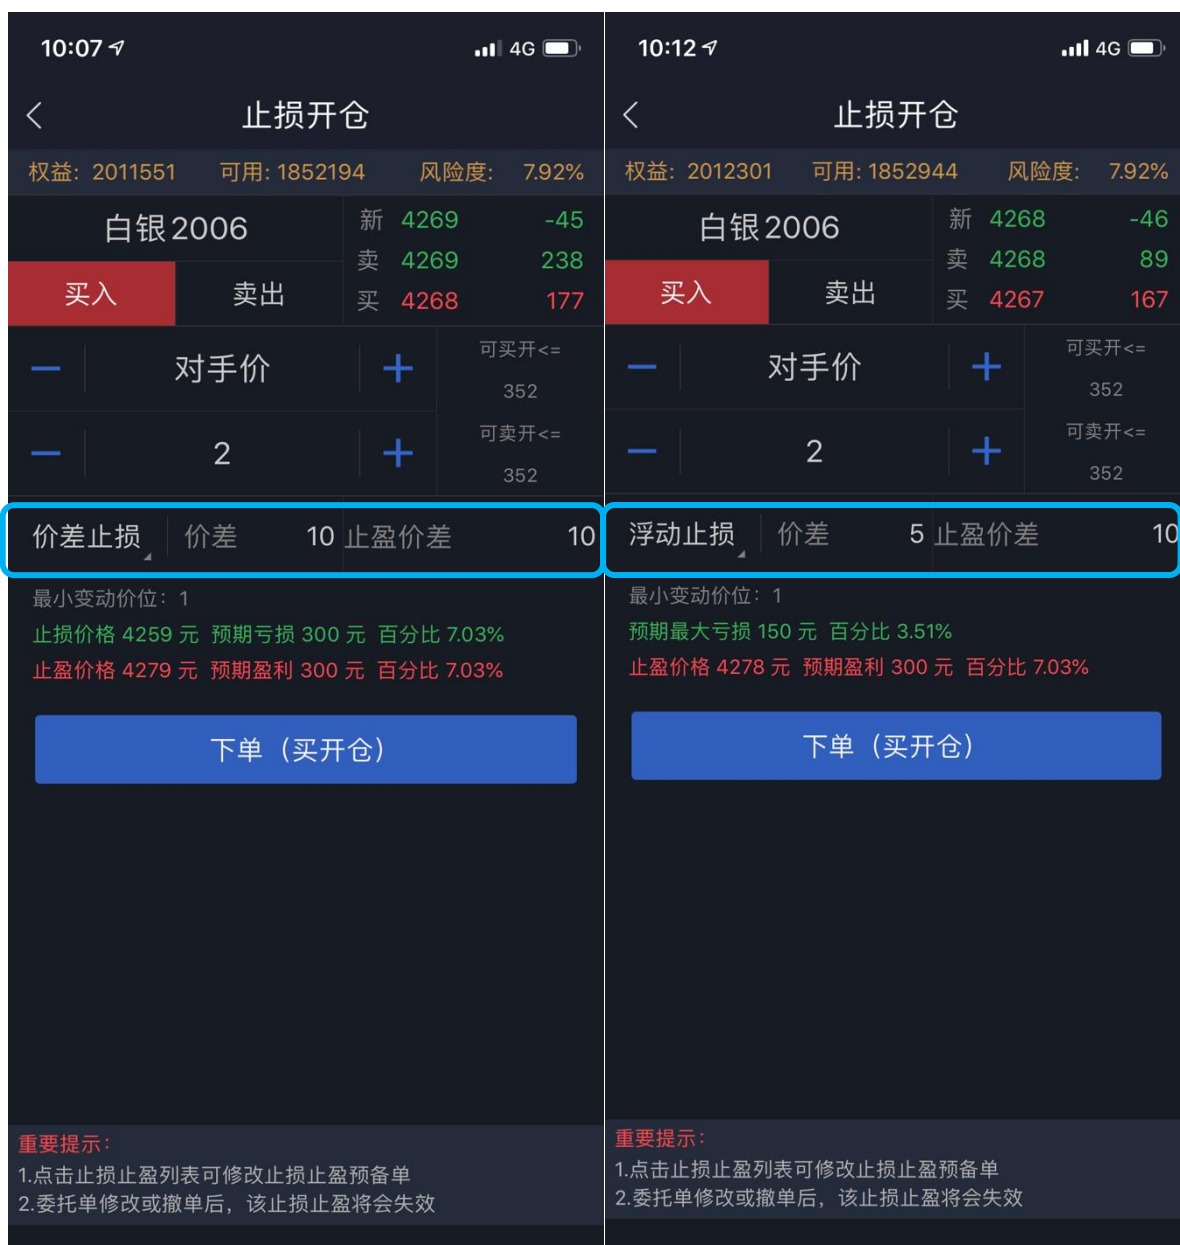 10:07
4G
止损开仓
权益: 2011551 可用: 1852194 风险度: 7.92%
白银2006
新 4269 -45
卖 4269 238
买 4268 177
买入 卖出
对手价
可买开<=
352
2
可卖开<=
352
价差止损 价差 10 止盈价差 10
最小变动价位: 1
止损价格 4259 元 预期亏损 300 元 百分比 7.03%
止盈价格 4279 元 预期盈利 300 元 百分比 7.03%
下单（买开仓）
重要提示:
1.点击止损止盈列表可修改止损止盈预备单
2.委托单修改或撤单后，该止损止盈将会失效
10:12
4G
止损开仓
权益: 2012301 可用: 1852944 风险度: 7.92%
白银2006
新 4268 -46
卖 4268 89
买 4267 167
买入 卖出
对手价
可买开<=
352
2
可卖开<=
352
浮动止损 价差 5 止盈价差 10
最小变动价位: 1
预期最大亏损 150 元 百分比 3.51%
止盈价格 4278 元 预期盈利 300 元 百分比 7.03%
下单（买开仓）
重要提示:
1.点击止损止盈列表可修改止损止盈预备单
2.委托单修改或撤单后，该止损止盈将会失效